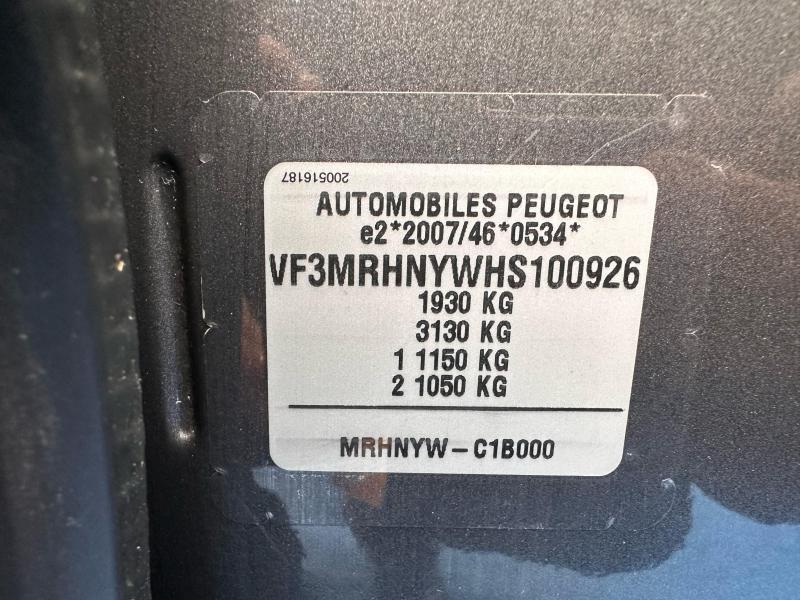 200516187
AUTOMOBILES PEUGEOT
e2*2007/46*0534*
VF3MRHNYWHS100926
1930 KG
3130 KG
1 1150 KG
2 1050 KG
MRHNYW-C1B000